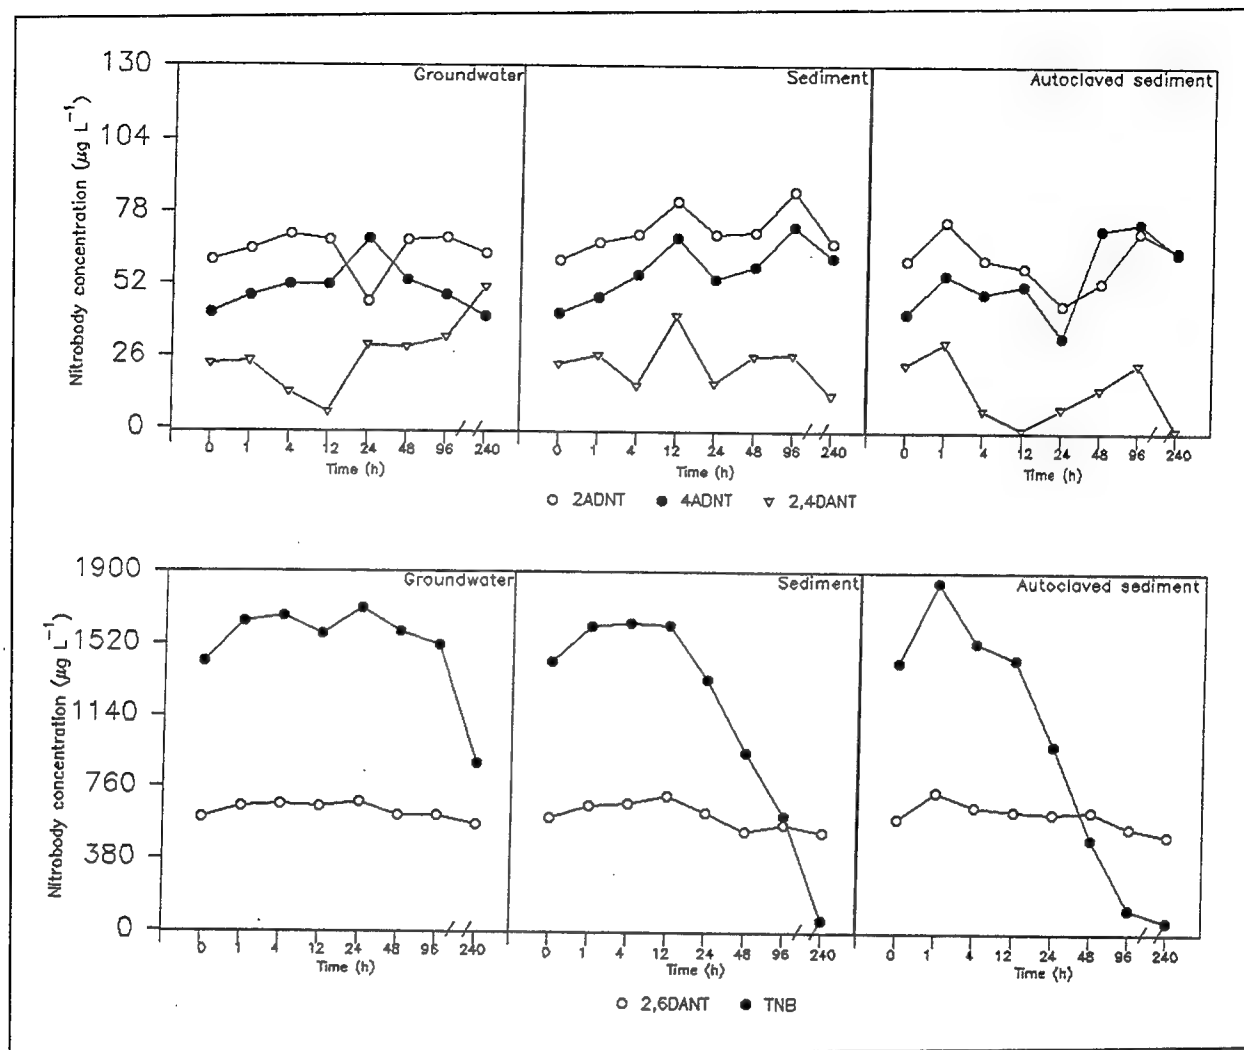 Groundwater Sediment Autoclaved sediment
Nitrobody concentration (μg L⁻¹)
130
104
78
52
26
0
0 1 4 12 24 48 96 240 0 1 4 12 24 48 96 240 0 1 4 12 24 48 96 240
Time (h) Time (h) Time (h)
2ADNT 4ADNT 2,4DANT
Groundwater Sediment Autoclaved sediment
Nitrobody concentration (μg L⁻¹)
1900
1520
1140
760
380
0
0 1 4 12 24 48 96 240 0 1 4 12 24 48 96 240 0 1 4 12 24 48 96 240
Time (h) Time (h) Time (h)
2,6DANT TNB